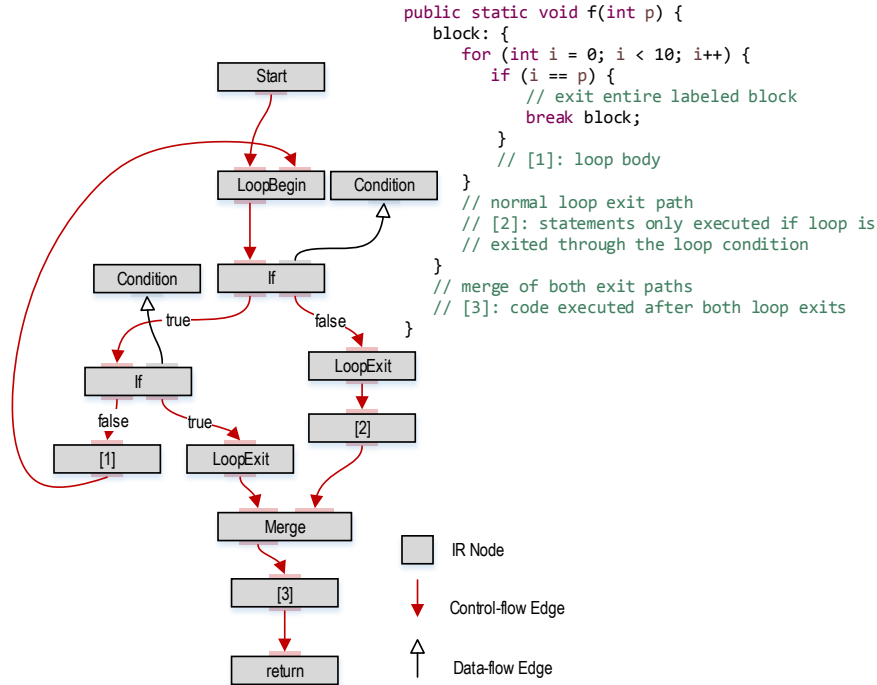 public static void f(int p) {
block: {
for (int i = 0; i < 10; i++) {
if (i == p) {
// exit entire labeled block
break block;
}
// [1]: loop body
}
// normal loop exit path
// [2]: statements only executed if loop is
// exited through the loop condition
}
// merge of both exit paths
// [3]: code executed after both loop exits
}
Start
LoopBegin
Condition
If
Condition
true
false
If
LoopExit
false
true
[2]
[1]
LoopExit
Merge
[3]
return
IR Node
Control-flow Edge
Data-flow Edge